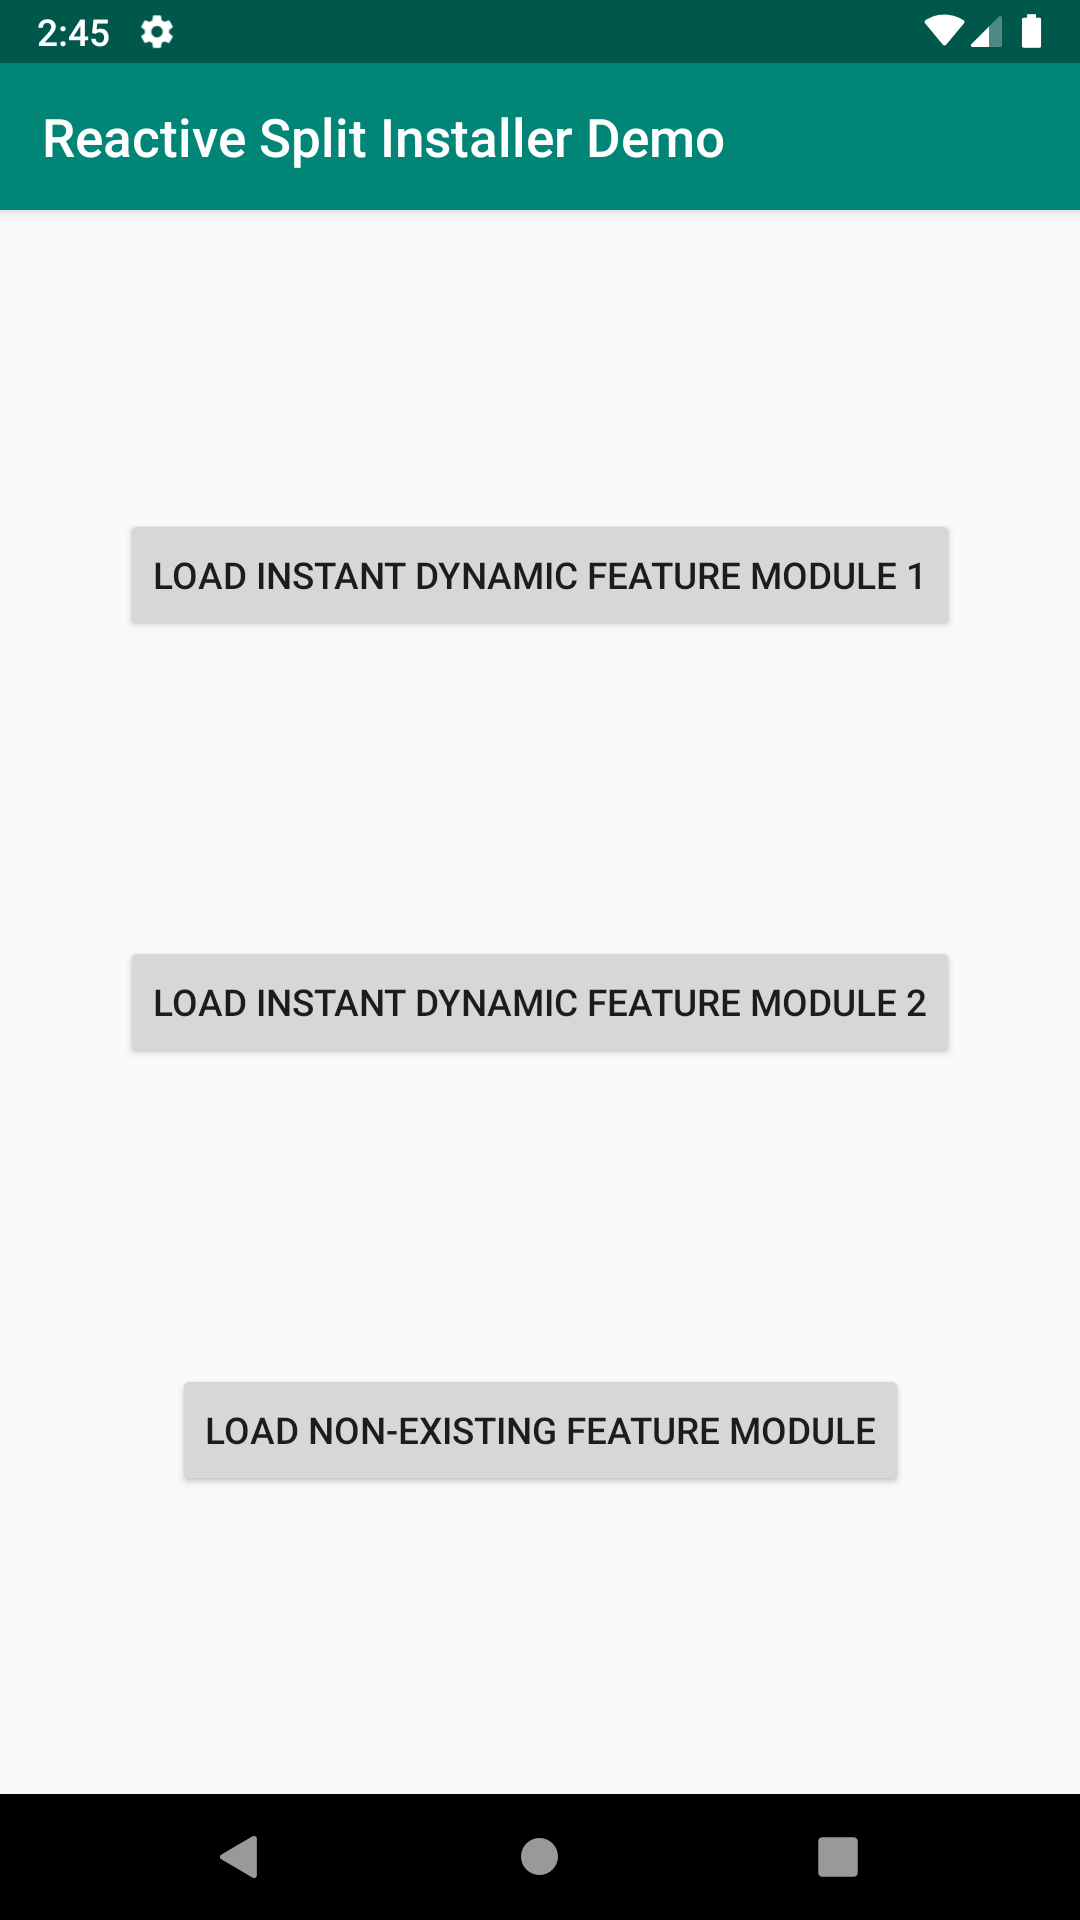 2:45
Reactive Split Installer Demo
LOAD INSTANT DYNAMIC FEATURE MODULE 1
LOAD INSTANT DYNAMIC FEATURE MODULE 2
LOAD NON-EXISTING FEATURE MODULE